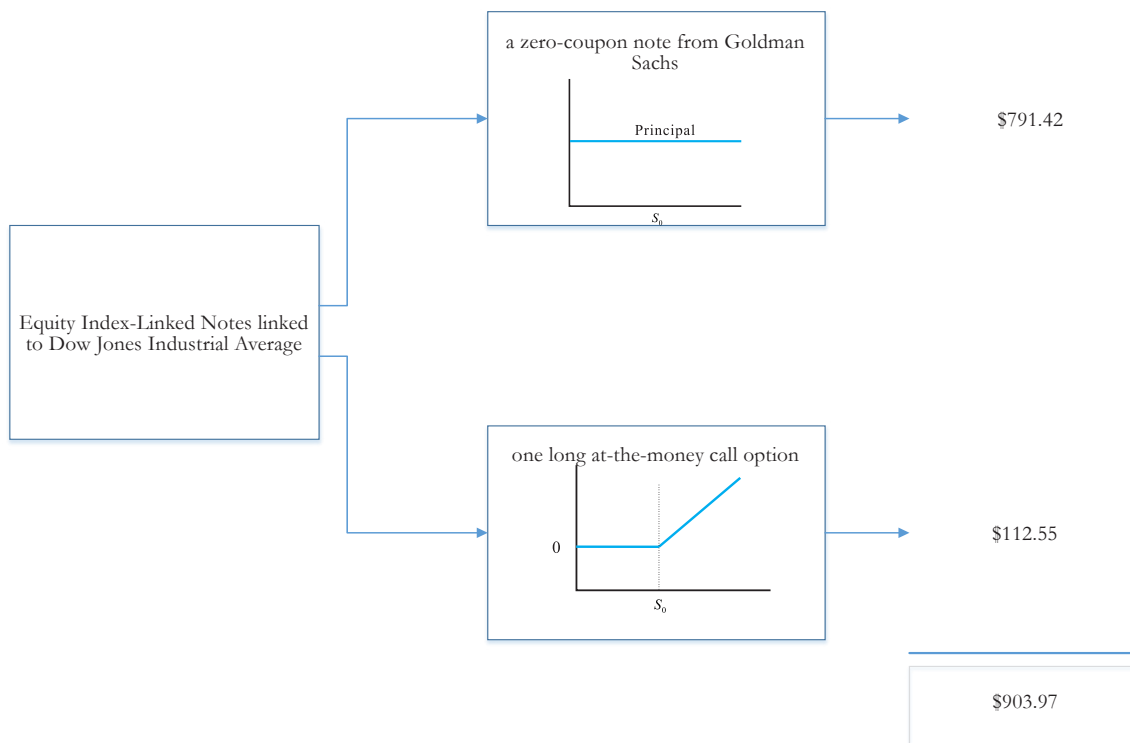 a zero-coupon note from Goldman
Sachs
Principal
S₀
$791.42
Equity Index-Linked Notes linked
to Dow Jones Industrial Average
one long at-the-money call option
0
S₀
$112.55
$903.97